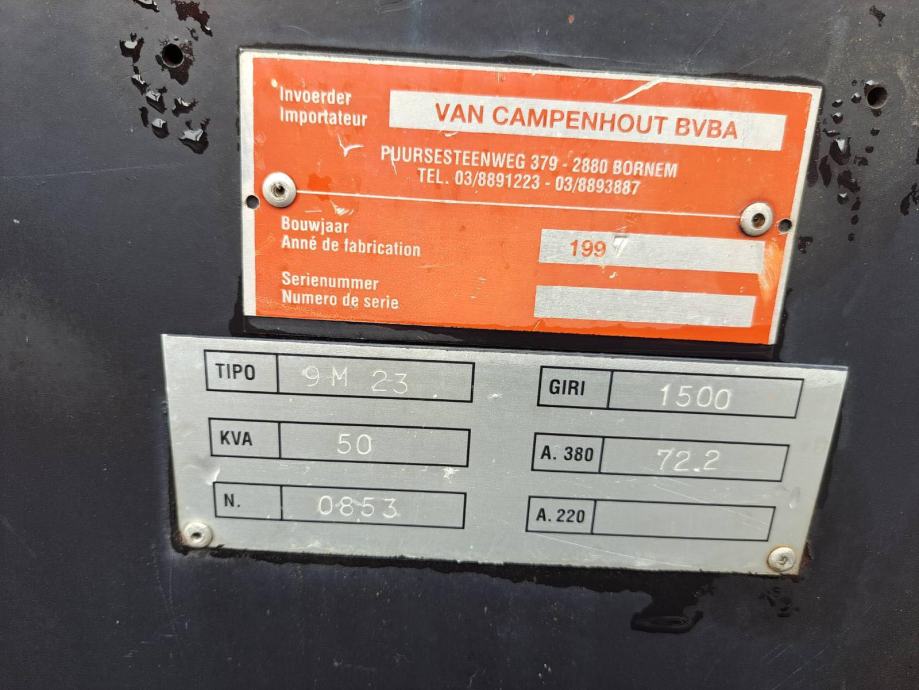 Invoerder
Importateur
VAN CAMPENHOUT BVBA
PUURSESTEENWEG 379 - 2880 BORNEM
TEL. 03/8891223 - 03/8893887
Bouwjaar
Anné de fabrication
1997
Serienummer
Numero de serie
TIPO 9M 23
GIRI 1500
KVA 50
A. 380 72.2
N. 0853
A. 220